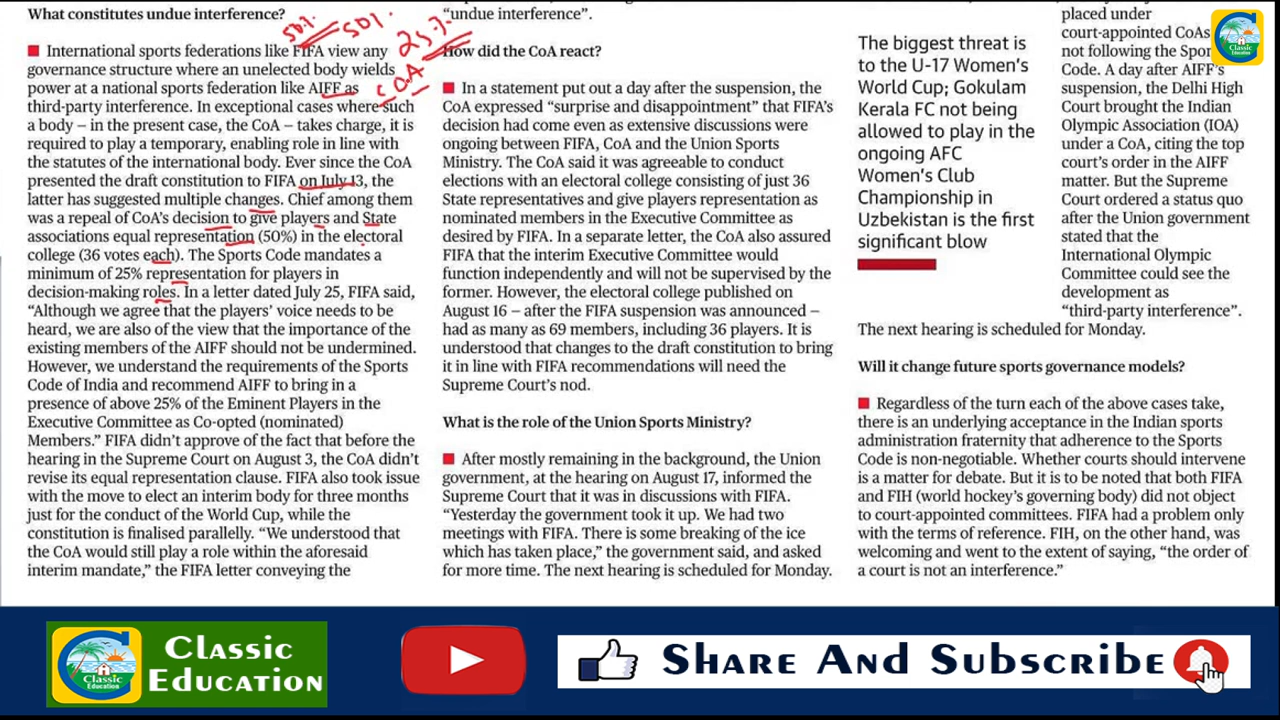 What constitutes undue interference?
50%
50%
25%
COA
International sports federations like FIFA view any
governance structure where an unelected body wields
power at a national sports federation like AIFF as
third-party interference. In exceptional cases where such
a body – in the present case, the CoA – takes charge, it is
required to play a temporary, enabling role in line with
the statutes of the international body. Ever since the CoA
presented the draft constitution to FIFA on July 13, the
latter has suggested multiple changes. Chief among them
was a repeal of CoA's decision to give players and State
associations equal representation (50%) in the electoral
college (36 votes each). The Sports Code mandates a
minimum of 25% representation for players in
decision-making roles. In a letter dated July 25, FIFA said,
“Although we agree that the players' voice needs to be
heard, we are also of the view that the importance of the
existing members of the AIFF should not be undermined.
However, we understand the requirements of the Sports
Code of India and recommend AIFF to bring in a
presence of above 25% of the Eminent Players in the
Executive Committee as Co-opted (nominated)
Members.” FIFA didn't approve of the fact that before the
hearing in the Supreme Court on August 3, the CoA didn't
revise its equal representation clause. FIFA also took issue
with the move to elect an interim body for three months
just for the conduct of the World Cup, while the
constitution is finalised parallelly. “We understood that
the CoA would still play a role within the aforesaid
interim mandate,” the FIFA letter conveying the
“undue interference”.
How did the CoA react?
In a statement put out a day after the suspension, the
CoA expressed “surprise and disappointment” that FIFA's
decision had come even as extensive discussions were
ongoing between FIFA, CoA and the Union Sports
Ministry. The CoA said it was agreeable to conduct
elections with an electoral college consisting of just 36
State representatives and give players representation as
nominated members in the Executive Committee as
desired by FIFA. In a separate letter, the CoA also assured
FIFA that the interim Executive Committee would
function independently and will not be supervised by the
former. However, the electoral college published on
August 16 – after the FIFA suspension was announced –
had as many as 69 members, including 36 players. It is
understood that changes to the draft constitution to bring
it in line with FIFA recommendations will need the
Supreme Court's nod.
What is the role of the Union Sports Ministry?
After mostly remaining in the background, the Union
government, at the hearing on August 17, informed the
Supreme Court that it was in discussions with FIFA.
“Yesterday the government took it up. We had two
meetings with FIFA. There is some breaking of the ice
which has taken place,” the government said, and asked
for more time. The next hearing is scheduled for Monday.
The biggest threat is
to the U-17 Women's
World Cup; Gokulam
Kerala FC not being
allowed to play in the
ongoing AFC
Women's Club
Championship in
Uzbekistan is the first
significant blow
placed under
court-appointed CoAs
not following the
Code. A day after AIFF's
suspension, the Delhi High
Court brought the Indian
Olympic Association (IOA)
under a CoA, citing the top
court's order in the AIFF
matter. But the Supreme
Court ordered a status quo
after the Union government
stated that the
International Olympic
Committee could see the
development as
“third-party interference”.
The next hearing is scheduled for Monday.
Will it change future sports governance models?
Regardless of the turn each of the above cases take,
there is an underlying acceptance in the Indian sports
administration fraternity that adherence to the Sports
Code is non-negotiable. Whether courts should intervene
is a matter for debate. But it is to be noted that both FIFA
and FIH (world hockey's governing body) did not object
to court-appointed committees. FIFA had a problem only
with the terms of reference. FIH, on the other hand, was
welcoming and went to the extent of saying, “the order of
a court is not an interference.”
Classic
Education
Classic
Education
Classic
Education
Share And Subscribe